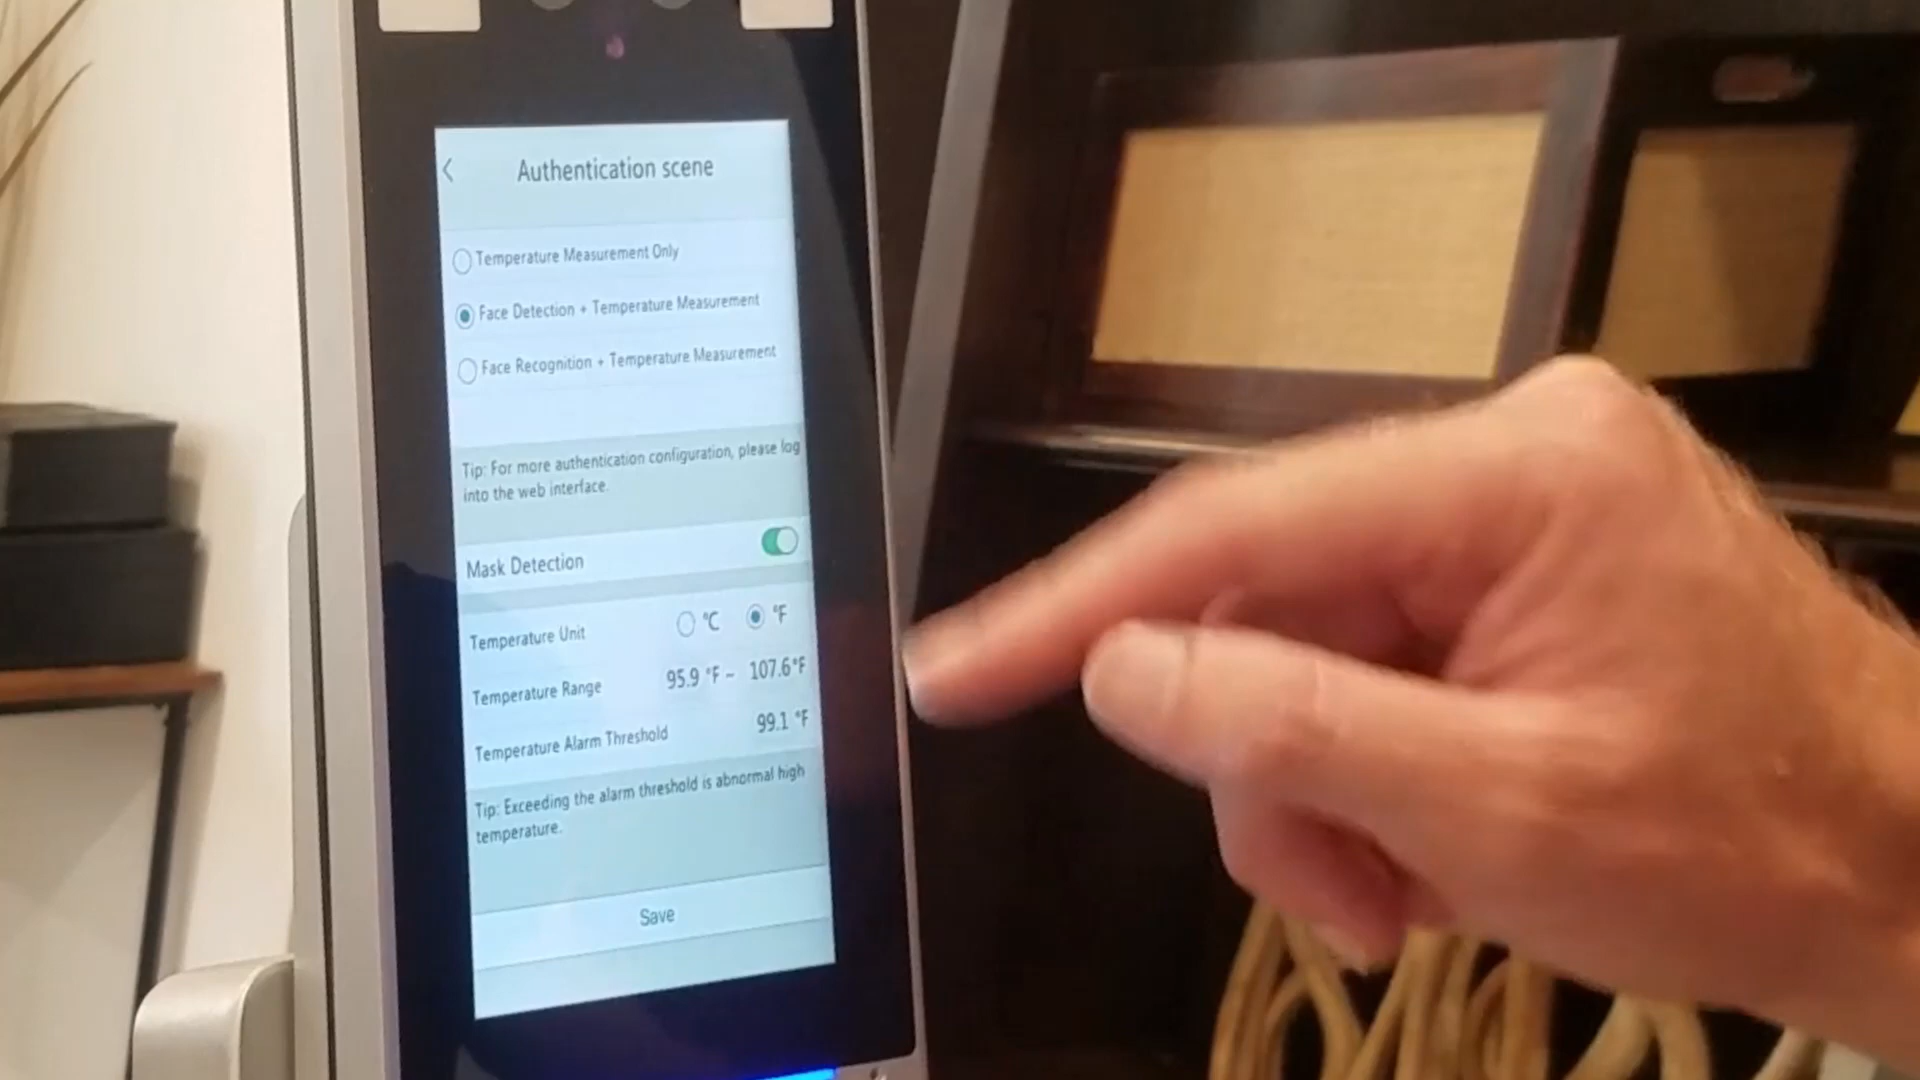 Authentication scene
Temperature Measurement Only
Face Detection + Temperature Measurement
Face Recognition + Temperature Measurement
Tip: For more authentication configuration, please log
into the web interface.
Mask Detection
Temperature Unit °C °F
Temperature Range 95.9 °F – 107.6°F
Temperature Alarm Threshold 99.1 °F
Tip: Exceeding the alarm threshold is abnormal high
temperature.
Save